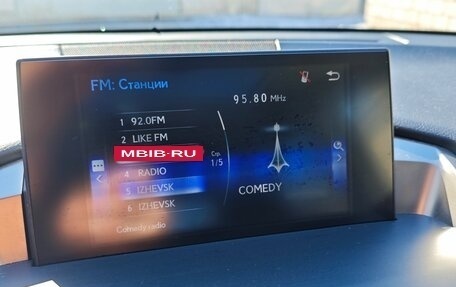 FM: Станции
95.80 MHz
1 92.0FM
2 LIKE FM
MBIB-RU
4 RADIO
5 IZHEVSK
6 IZHEVSK
Стр.
1/5
COMEDY
Comedy radio